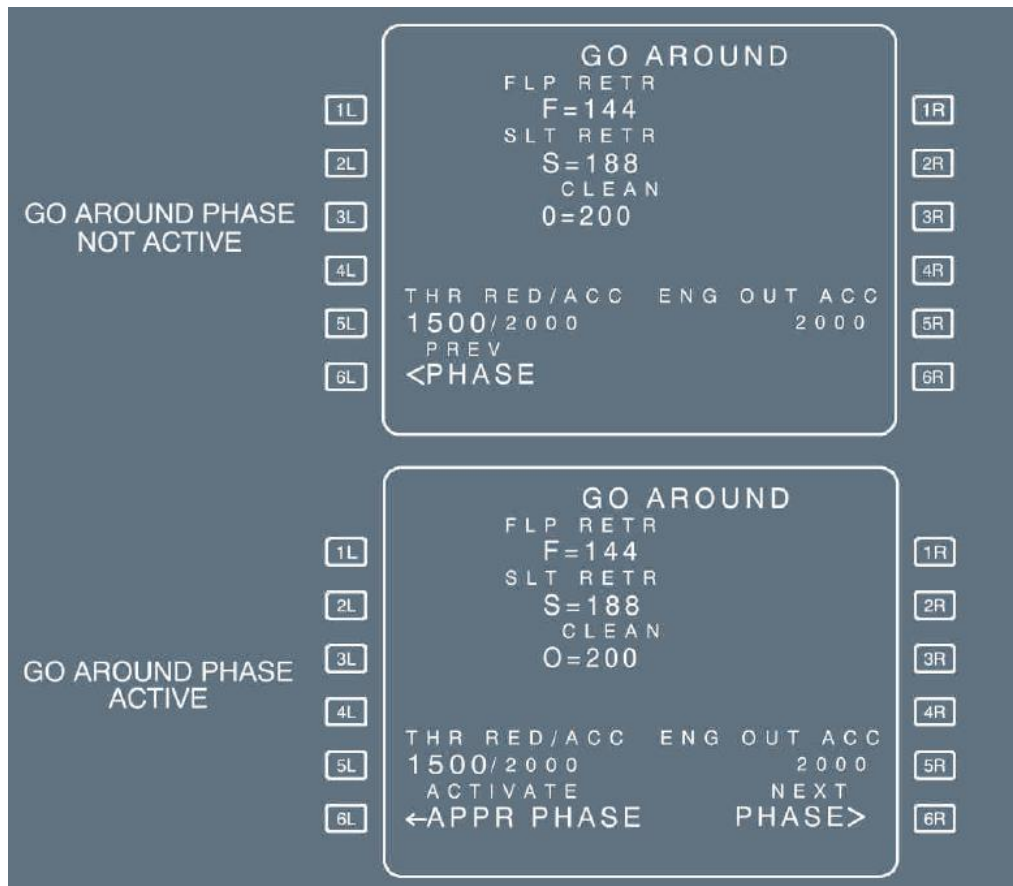 GO AROUND
FLP RETR
1L F=144 1R
SLT RETR
2L S=188 2R
CLEAN
GO AROUND PHASE
NOT ACTIVE
3L 0=200 3R
4L 4R
THR RED/ACC ENG OUT ACC
5L 1500/2000 2000 5R
PREV
6L <PHASE 6R
GO AROUND
FLP RETR
1L F=144 1R
SLT RETR
2L S=188 2R
CLEAN
GO AROUND PHASE
ACTIVE
3L O=200 3R
4L 4R
THR RED/ACC ENG OUT ACC
5L 1500/2000 2000 5R
ACTIVATE NEXT
6L ←APPR PHASE PHASE> 6R